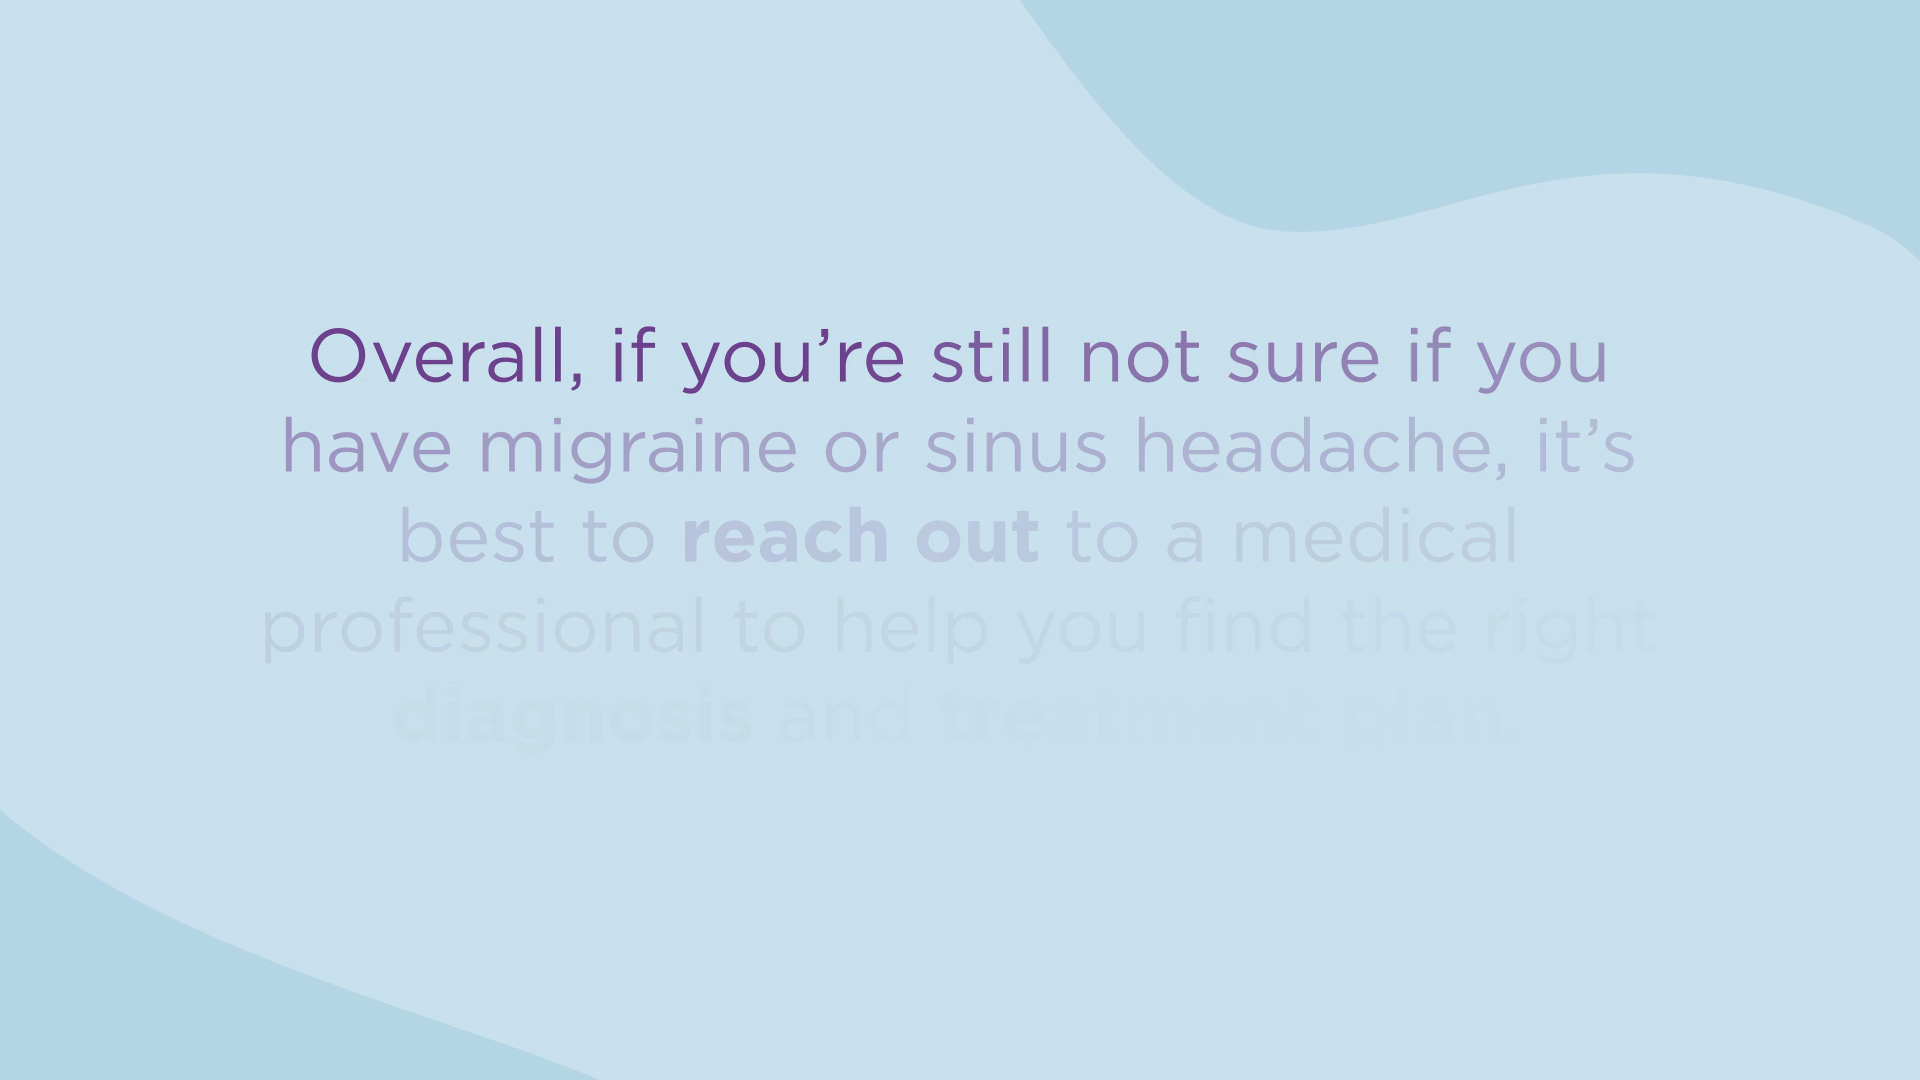 Overall, if you’re still not sure if you
have migraine or sinus headache, it’s
best to reach out to a medical
professional to help you find the right
diagnosis and treatment plan.